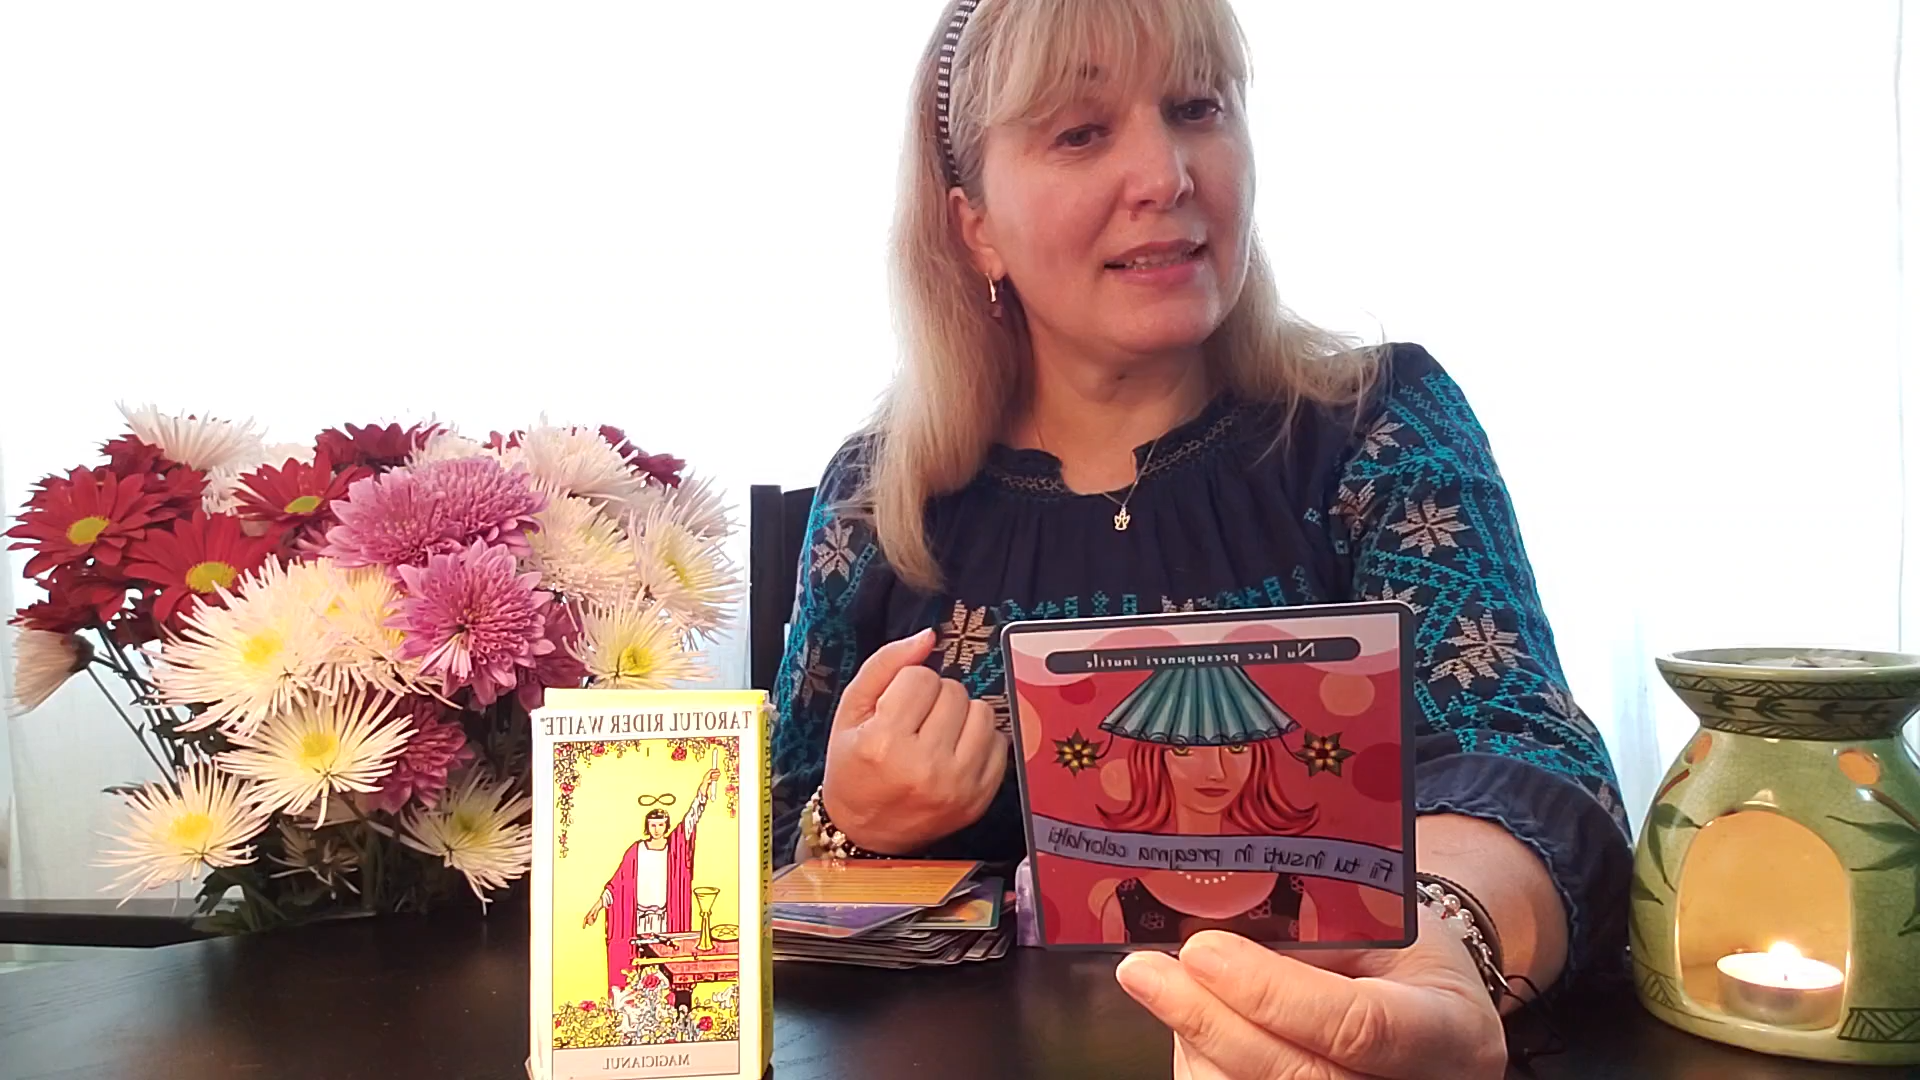 TAROTUL RIDER WAITE
I
MAGICIANUL
Nu face presupuneri inutile
Fii tu însuți în preajma celorlalți